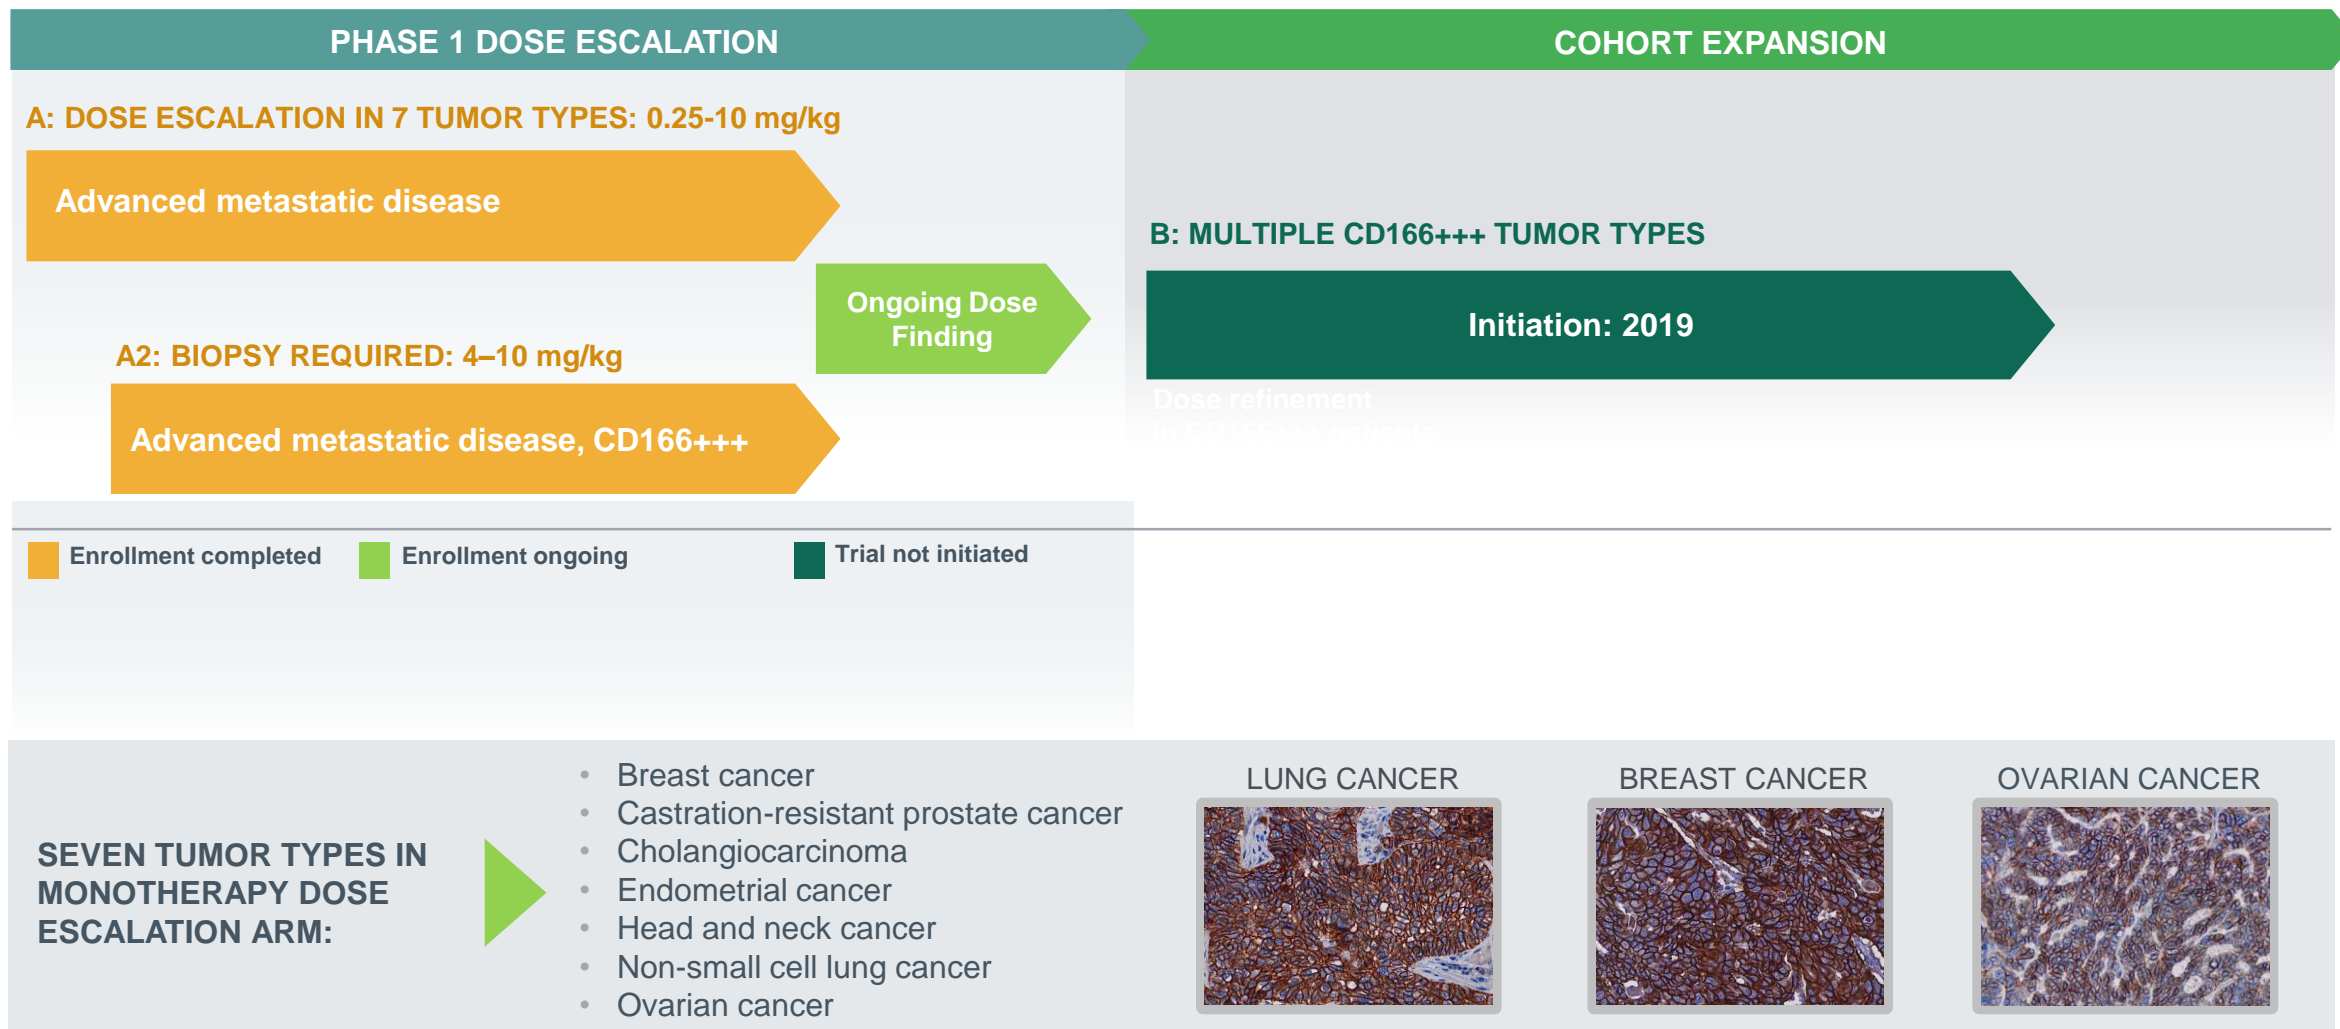 PHASE 1 DOSE ESCALATION
COHORT EXPANSION
A: DOSE ESCALATION IN 7 TUMOR TYPES: 0.25-10 mg/kg
Advanced metastatic disease
Ongoing Dose
Finding
A2: BIOPSY REQUIRED: 4–10 mg/kg
Advanced metastatic disease, CD166+++
B: MULTIPLE CD166+++ TUMOR TYPES
Initiation: 2019
Dose refinement
in CD166+++ patients
Enrollment completed
Enrollment ongoing
Trial not initiated
SEVEN TUMOR TYPES IN
MONOTHERAPY DOSE
ESCALATION ARM:
• Breast cancer
• Castration-resistant prostate cancer
• Cholangiocarcinoma
• Endometrial cancer
• Head and neck cancer
• Non-small cell lung cancer
• Ovarian cancer
LUNG CANCER
BREAST CANCER
OVARIAN CANCER